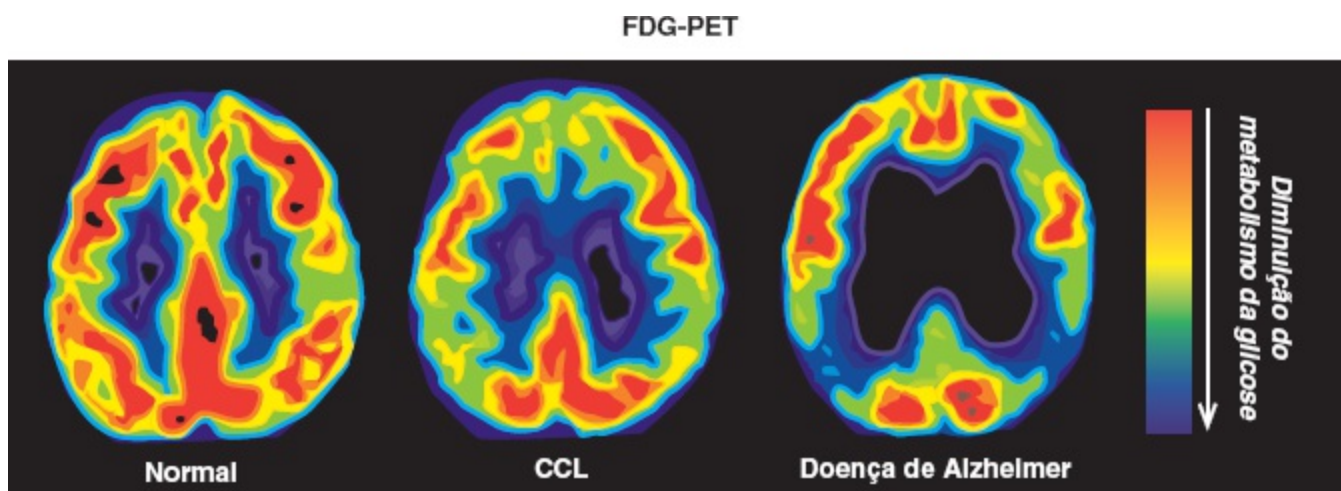 FDG-PET
Diminuição do
metabolismo da glicose
Normal
CCL
Doença de Alzheimer